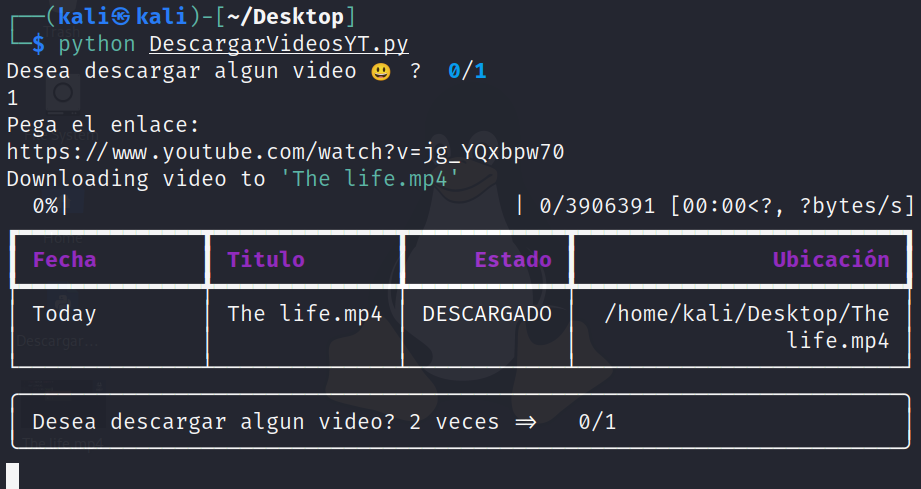 ┌──(kali㉿kali)-[~/Desktop]
└─$ python DescargarVideosYT.py
Desea descargar algun video 😃 ?  0/1
1
Pega el enlace:
https://www.youtube.com/watch?v=jg_YQxbpw70
Downloading video to 'The life.mp4'
0%| | 0/3906391 [00:00<?, ?bytes/s]
Fecha Titulo Estado Ubicación
Today The life.mp4 DESCARGADO /home/kali/Desktop/The
life.mp4
Desea descargar algun video? 2 veces => 0/1